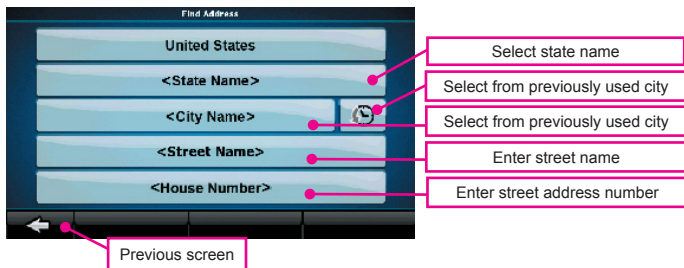 Find Address
United States
Select state name
<State Name>
Select from previously used city
<City Name>
Select from previously used city
<Street Name>
Enter street name
<House Number>
Enter street address number
Previous screen